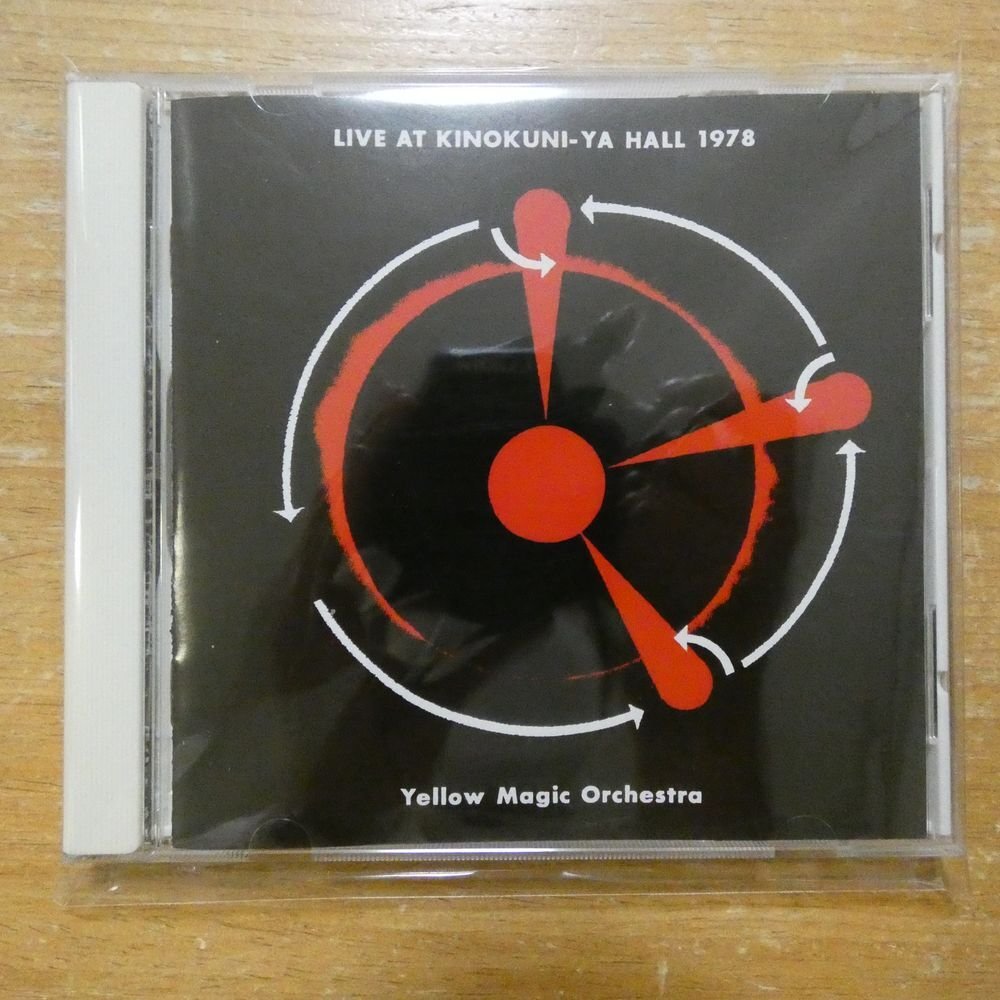 LIVE AT KINOKUNI-YA HALL 1978
Yellow Magic Orchestra